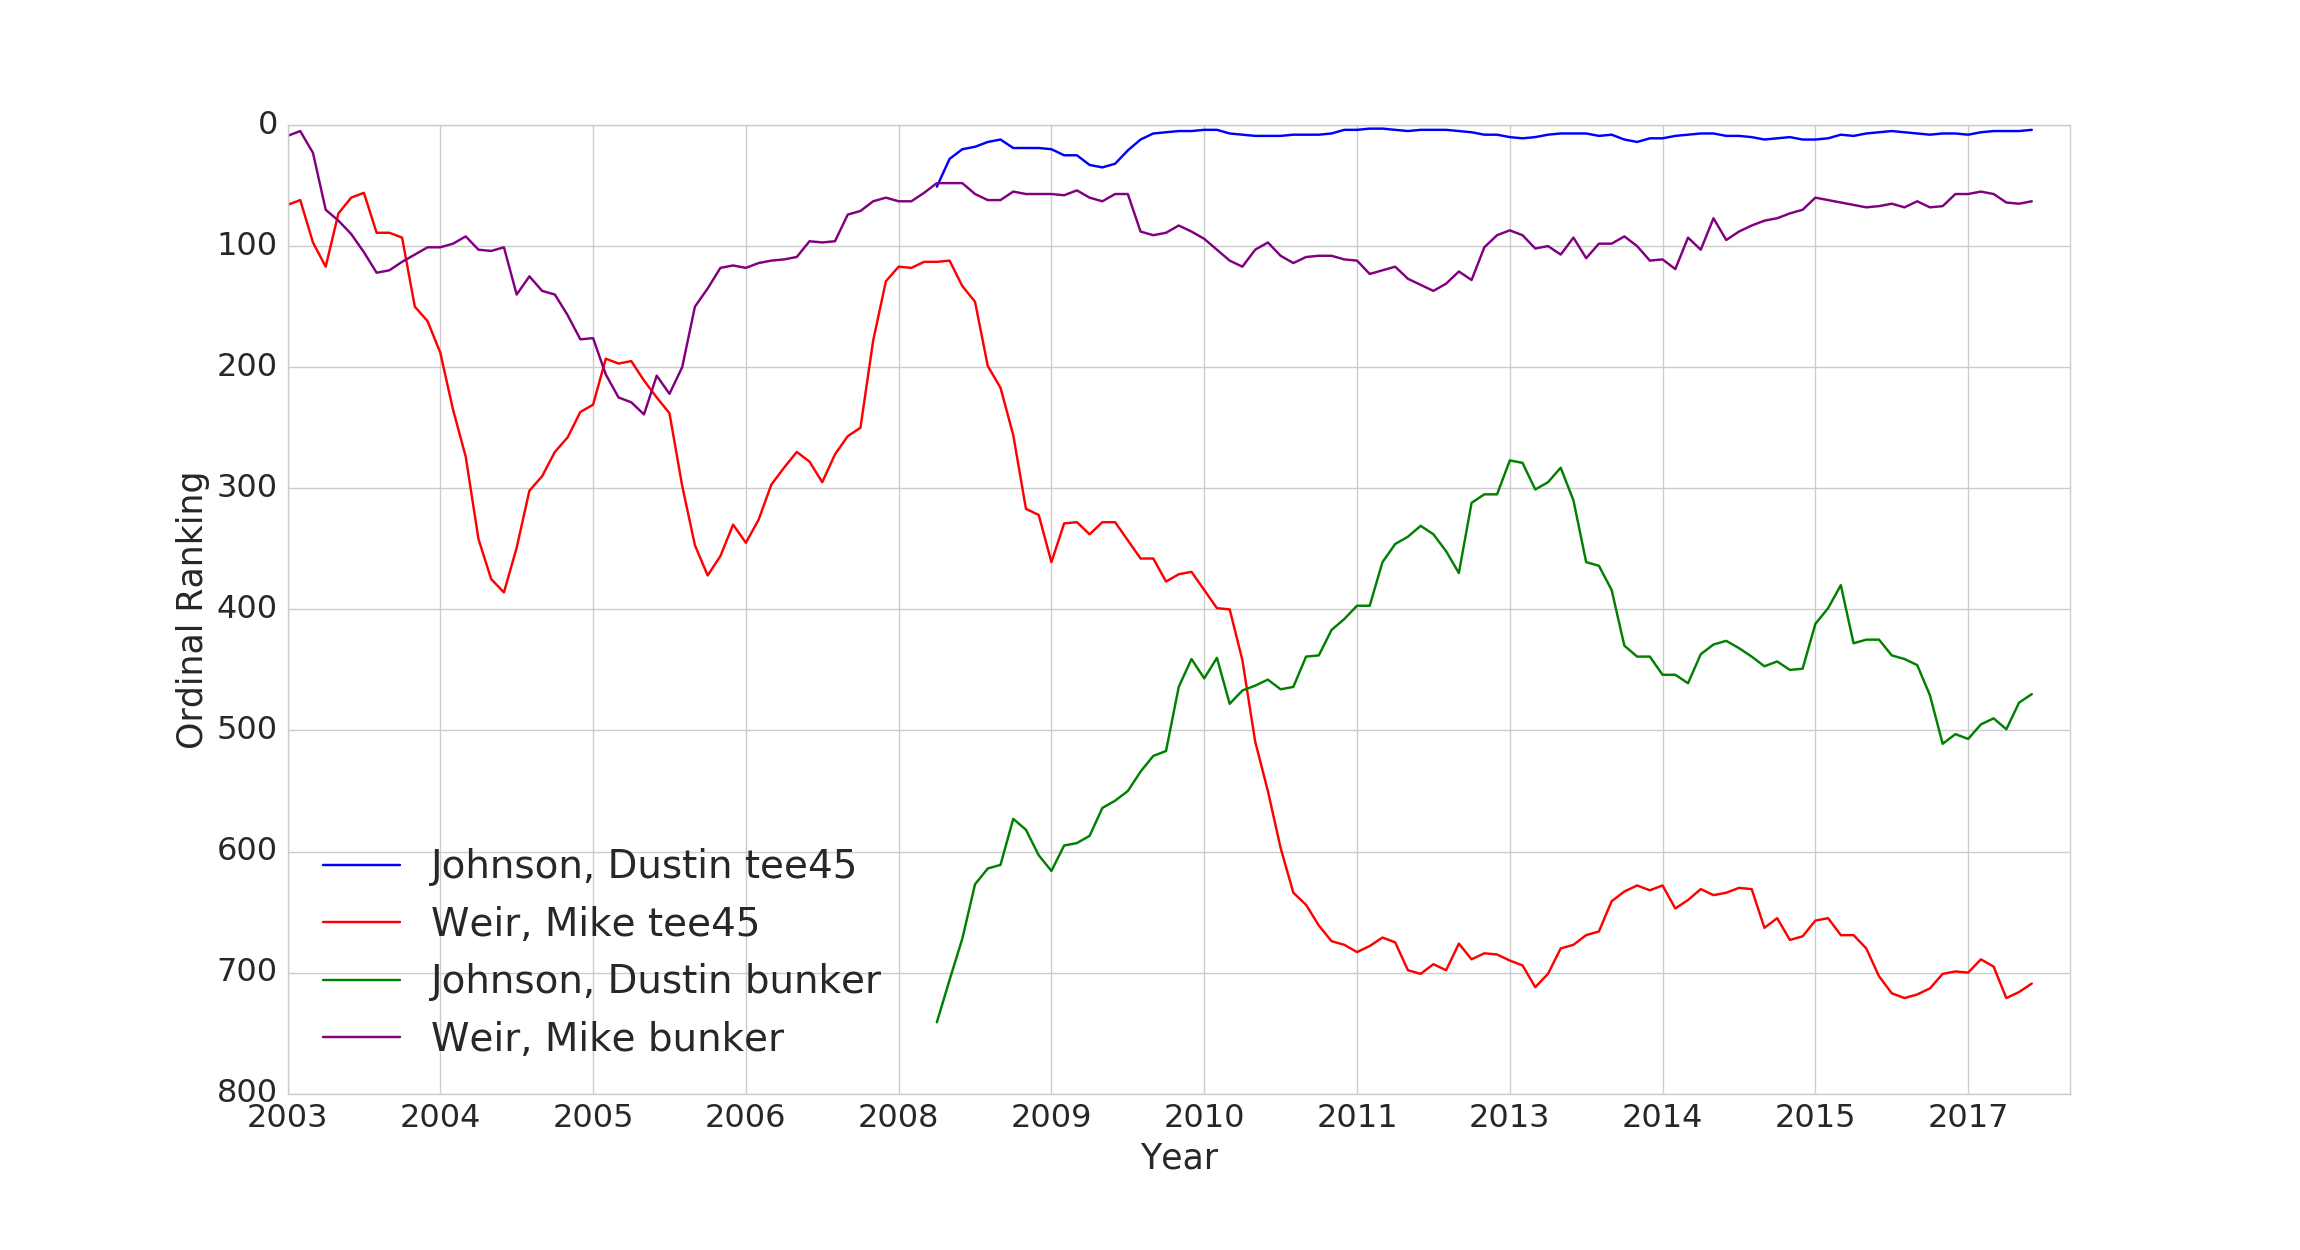 0
100
200
300
400
500
600
700
800
Ordinal Ranking
Johnson, Dustin tee45
Weir, Mike tee45
Johnson, Dustin bunker
Weir, Mike bunker
2003 2004 2005 2006 2008 2009 2010 2011 2013 2014 2015 2017
Year